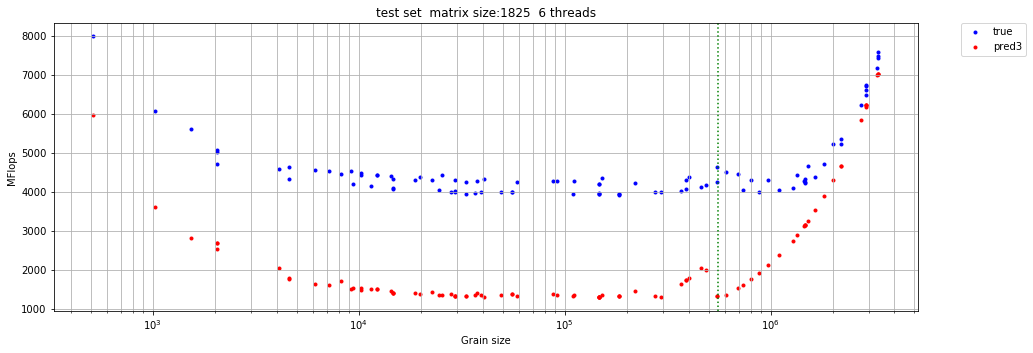 test set  matrix size:1825  6 threads
true
pred3
8000
7000
6000
5000
4000
3000
2000
1000
MFlops
10³
10⁴
10⁵
10⁶
Grain size